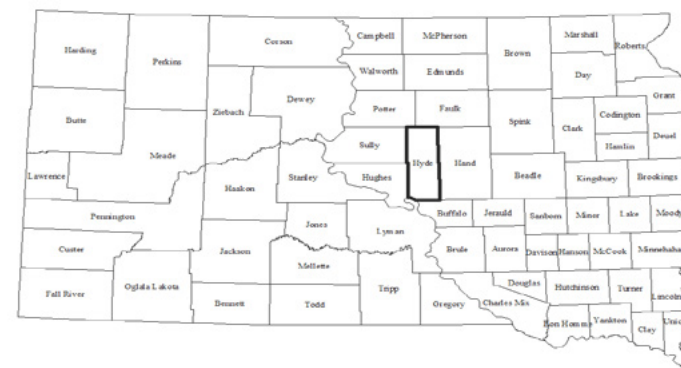 Campbell McPherson Marshall
Corson Roberts
Harding Brown
Perkins
Walworth Edmunds Day
Dewey Grant
Potter Faulk
Ziebach Codington
Butte Spink Clark
Deuel
Sully Hamlin
Meade Hyde Hand
Lawrence Stanley Hughes Beadle Kingsbury Brookings
Haakon
Pennington Buffalo Jerauld Sanborn Miner Lake Moody
Jones Lyman
Custer Jackson Brule Aurora Davison Hanson McCook Minnehaha
Mellette
Fall River Oglala Lakota Tripp Douglas Hutchinson Turner
Bennett Todd Gregory Charles Mix Lincoln
Bon Homme Yankton Clay Unio